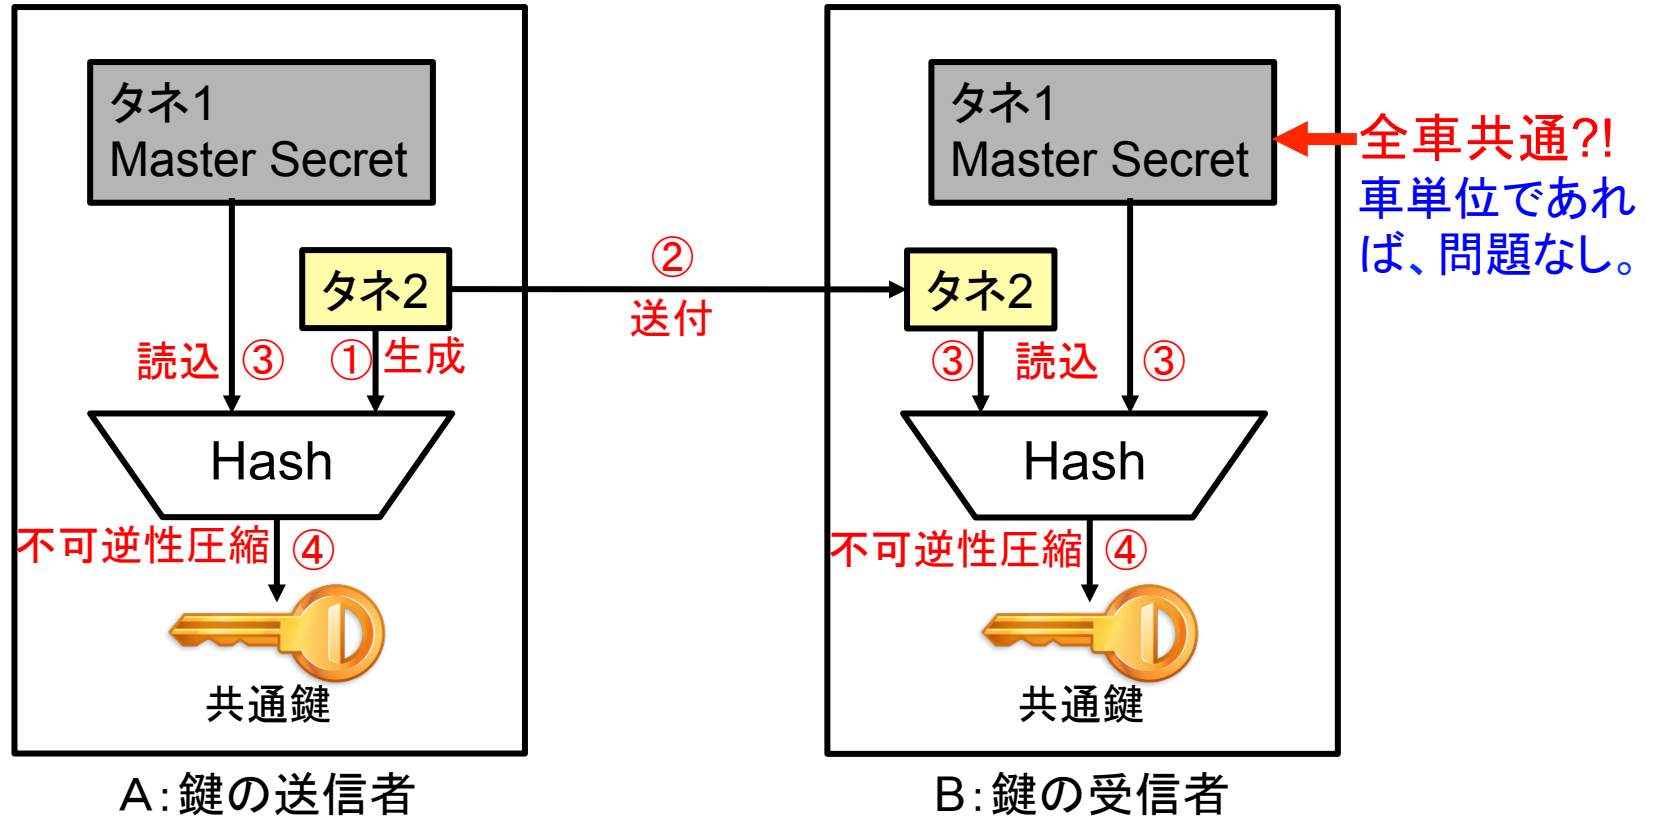 タネ1
Master Secret
タネ1
Master Secret
全車共通?!
車単位であれ
ば、問題なし。
タネ2
②
送付
タネ2
読込 ③
① 生成
③ 読込 ③
Hash
Hash
不可逆性圧縮 ④
不可逆性圧縮 ④
共通鍵
共通鍵
A:鍵の送信者
B:鍵の受信者